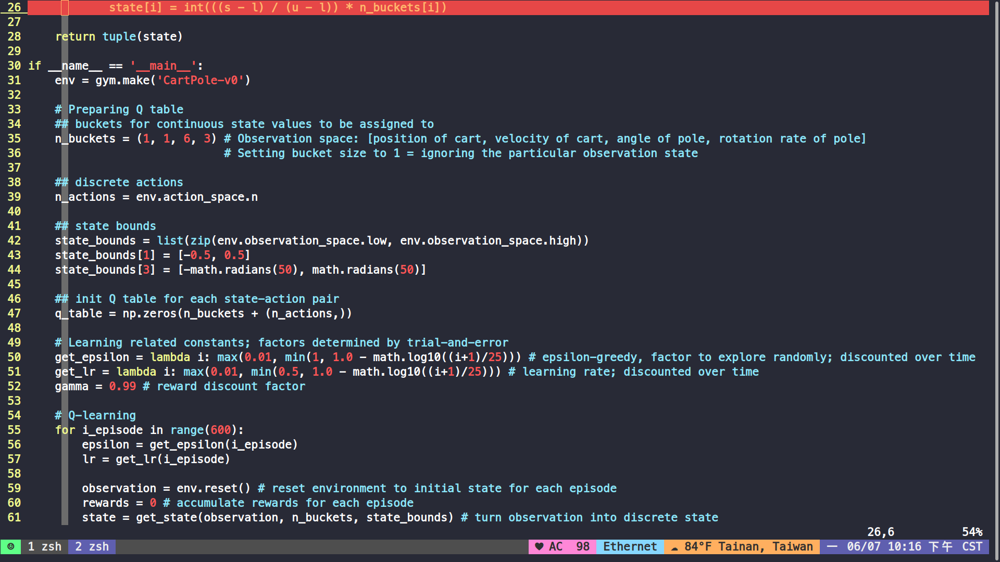 26             state[i] = int(((s - l) / (u - l)) * n_buckets[i])
27
28     return tuple(state)
29
30 if __name__ == '__main__':
31     env = gym.make('CartPole-v0')
32
33     # Preparing Q table
34     ## buckets for continuous state values to be assigned to
35     n_buckets = (1, 1, 6, 3) # Observation space: [position of cart, velocity of cart, angle of pole, rotation rate of pole]
36                              # Setting bucket size to 1 = ignoring the particular observation state
37
38     ## discrete actions
39     n_actions = env.action_space.n
40
41     ## state bounds
42     state_bounds = list(zip(env.observation_space.low, env.observation_space.high))
43     state_bounds[1] = [-0.5, 0.5]
44     state_bounds[3] = [-math.radians(50), math.radians(50)]
45
46     ## init Q table for each state-action pair
47     q_table = np.zeros(n_buckets + (n_actions,))
48
49     # Learning related constants; factors determined by trial-and-error
50     get_epsilon = lambda i: max(0.01, min(1, 1.0 - math.log10((i+1)/25))) # epsilon-greedy, factor to explore randomly; discounted over time
51     get_lr = lambda i: max(0.01, min(0.5, 1.0 - math.log10((i+1)/25))) # learning rate; discounted over time
52     gamma = 0.99 # reward discount factor
53
54     # Q-learning
55     for i_episode in range(600):
56         epsilon = get_epsilon(i_episode)
57         lr = get_lr(i_episode)
58
59         observation = env.reset() # reset environment to initial state for each episode
60         rewards = 0 # accumulate rewards for each episode
61         state = get_state(observation, n_buckets, state_bounds) # turn observation into discrete state
26,6          54%
☺ 1 zsh  2 zsh  ♥ AC  98  Ethernet  ☁ 84°F Tainan, Taiwan  一  06/07 10:16 下午  CST